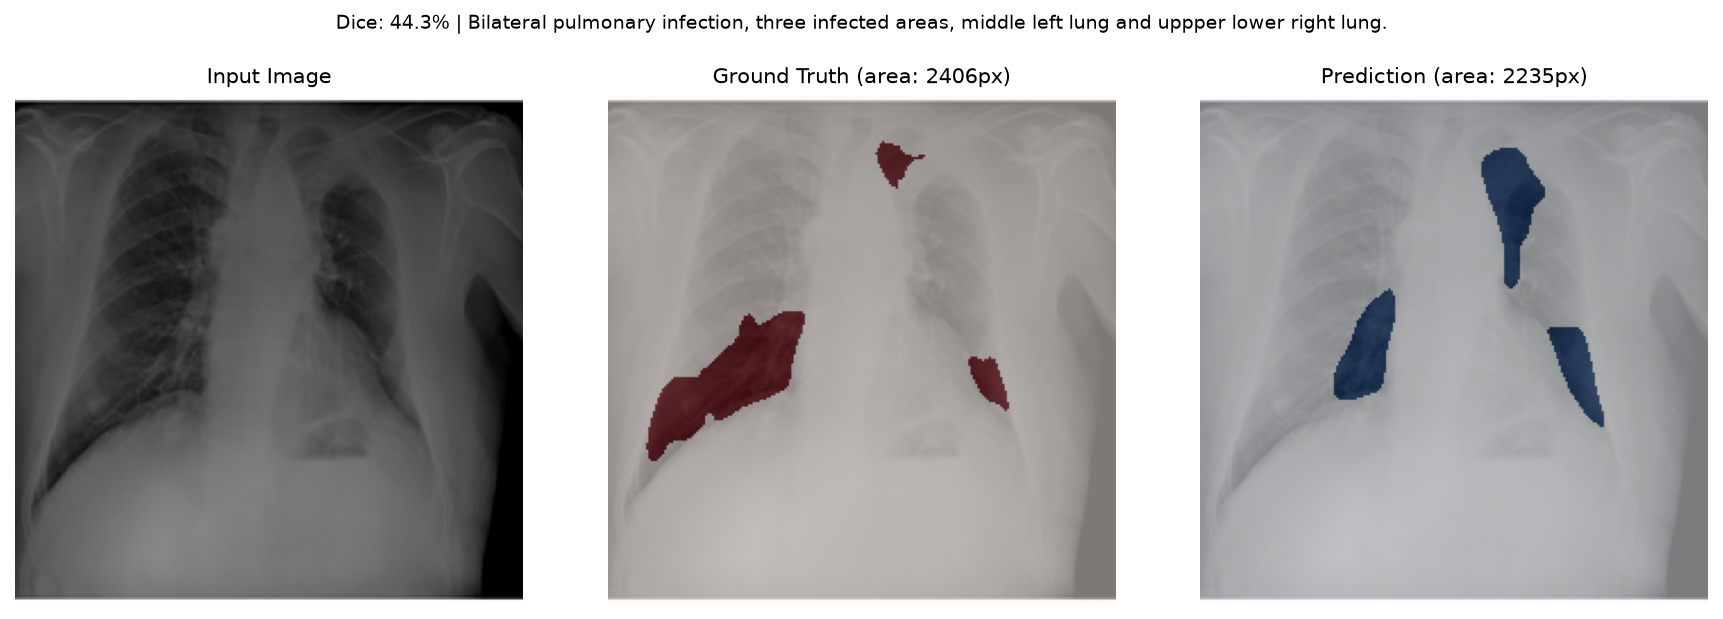 Dice: 44.3% | Bilateral pulmonary infection, three infected areas, middle left lung and uppper lower right lung.
Input Image
Ground Truth (area: 2406px)
Prediction (area: 2235px)